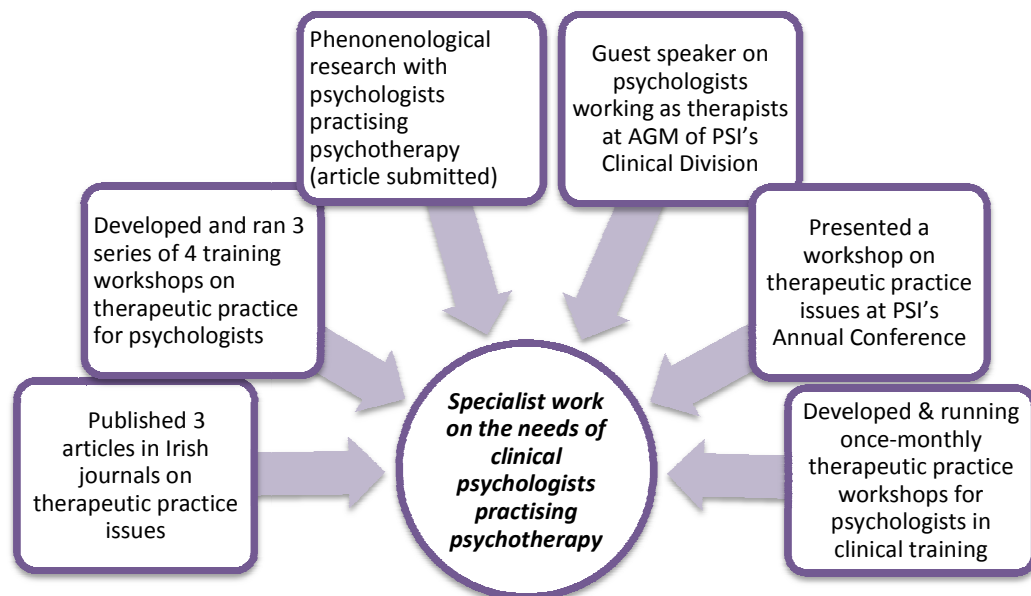 Published 3
articles in Irish
journals on
therapeutic practice
issues
Developed and ran 3
series of 4 training
workshops on
therapeutic practice
for psychologists
Phenonenological
research with
psychologists
practising
psychotherapy
(article submitted)
Guest speaker on
psychologists
working as therapists
at AGM of PSI’s
Clinical Division
Presented a
workshop on
therapeutic practice
issues at PSI’s
Annual Conference
Developed & running
once-monthly
therapeutic practice
workshops for
psychologists in
clinical training
Specialist work
on the needs of
clinical
psychologists
practising
psychotherapy